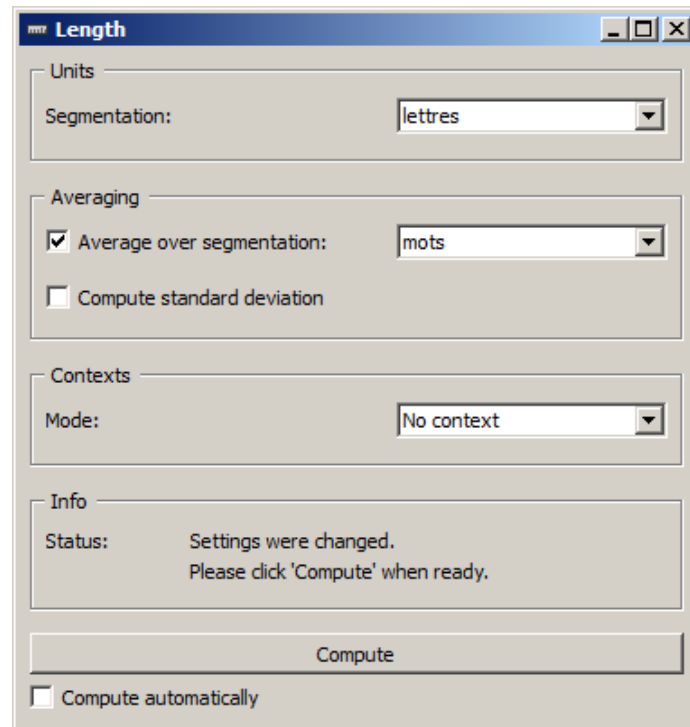 Length
Units
Segmentation: lettres
Averaging
Average over segmentation: mots
Compute standard deviation
Contexts
Mode: No context
Info
Status: Settings were changed.
Please click 'Compute' when ready.
Compute
Compute automatically